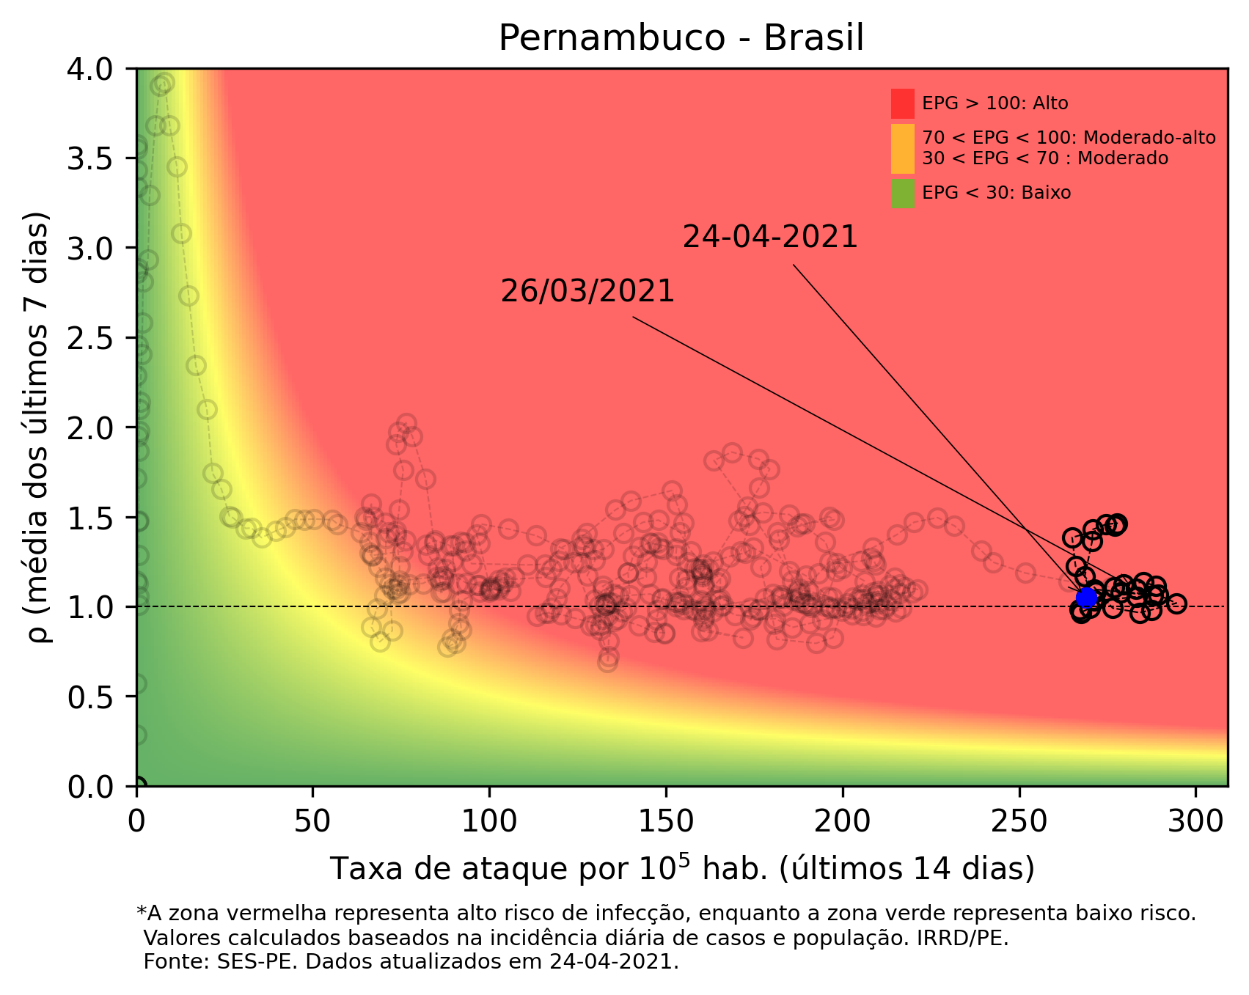 Pernambuco - Brasil
4.0
3.5
3.0
2.5
2.0
1.5
1.0
0.5
0.0
ρ (média dos últimos 7 dias)
EPG > 100: Alto
70 < EPG < 100: Moderado-alto
30 < EPG < 70 : Moderado
EPG < 30: Baixo
24-04-2021
26/03/2021
0
50
100
150
200
250
300
Taxa de ataque por 10⁵ hab. (últimos 14 dias)
*A zona vermelha representa alto risco de infecção, enquanto a zona verde representa baixo risco.
Valores calculados baseados na incidência diária de casos e população. IRRD/PE.
Fonte: SES-PE. Dados atualizados em 24-04-2021.